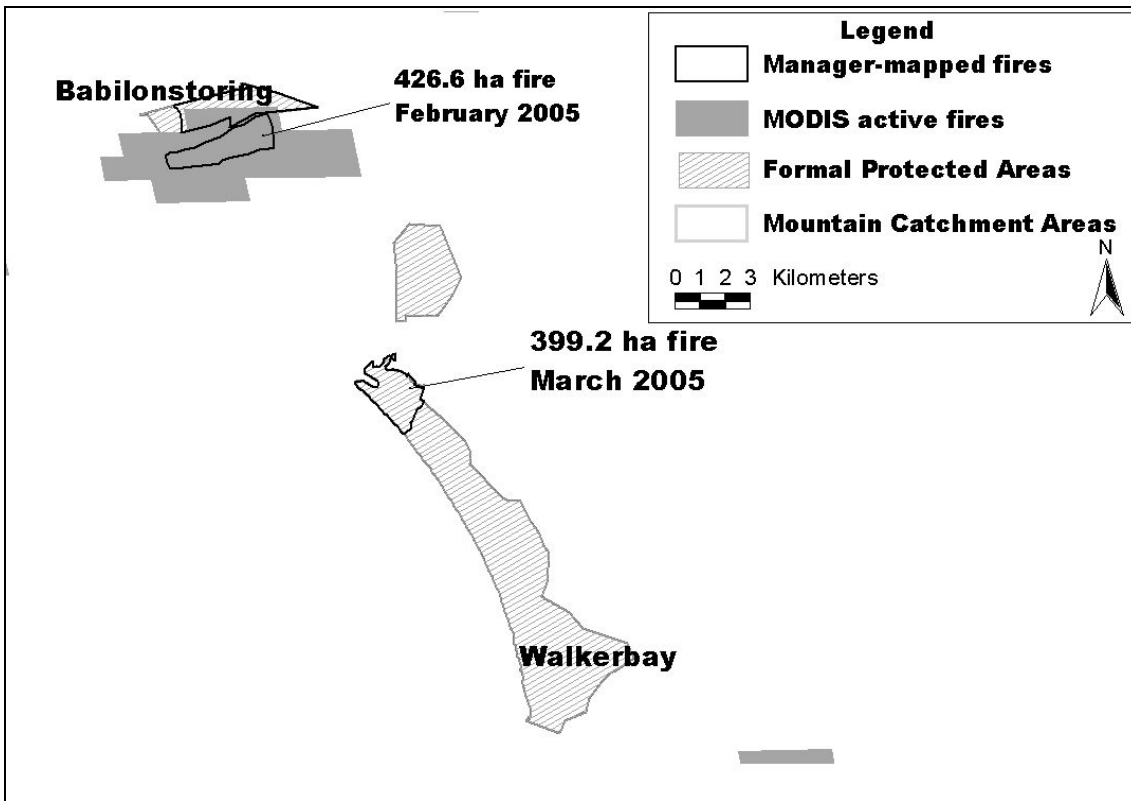 Babilonstoring
426.6 ha fire
February 2005
399.2 ha fire
March 2005
Walkerbay
Legend
Manager-mapped fires
MODIS active fires
Formal Protected Areas
Mountain Catchment Areas
0 1 2 3 Kilometers
N